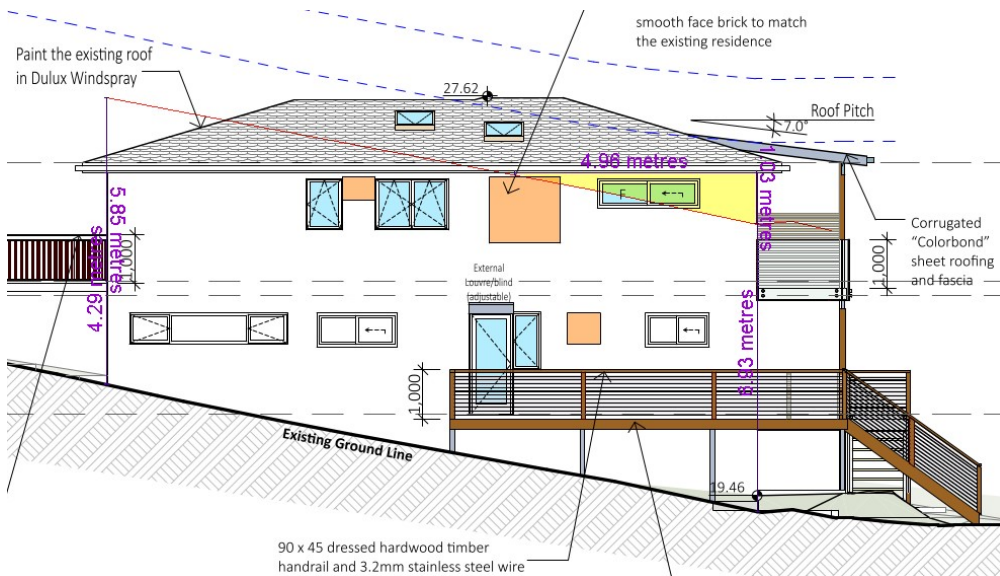 smooth face brick to match
the existing residence
Paint the existing roof
in Dulux Windspray
27.62
Roof Pitch
7.0°
4.96 metres
1.03 metres
5.85 metres
4.29 metres
1,000
F
Corrugated
“Colorbond”
sheet roofing
and fascia
1,000
External
Louvre/blind
(adjustable)
6.93 metres
1,000
Existing Ground Line
19.46
90 x 45 dressed hardwood timber
handrail and 3.2mm stainless steel wire